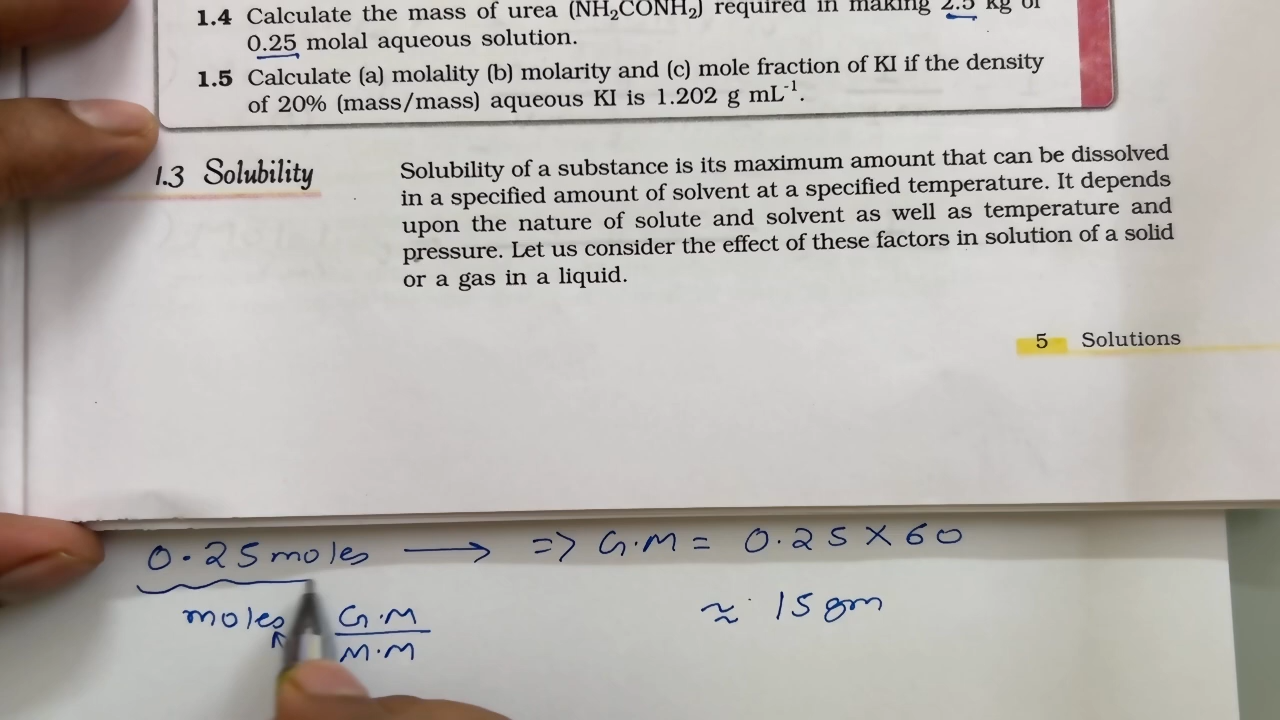 1.4 Calculate the mass of urea (NH₂CONH₂) required in making 2.5 kg of
0.25 molal aqueous solution.
1.5 Calculate (a) molality (b) molarity and (c) mole fraction of KI if the density
of 20% (mass/mass) aqueous KI is 1.202 g mL⁻¹.
1.3 Solubility
Solubility of a substance is its maximum amount that can be dissolved
in a specified amount of solvent at a specified temperature. It depends
upon the nature of solute and solvent as well as temperature and
pressure. Let us consider the effect of these factors in solution of a solid
or a gas in a liquid.
5 Solutions
0.25 moles ⟶ => G.M = 0.25 X 60
moles G.M
M.M
≈ 15 gm